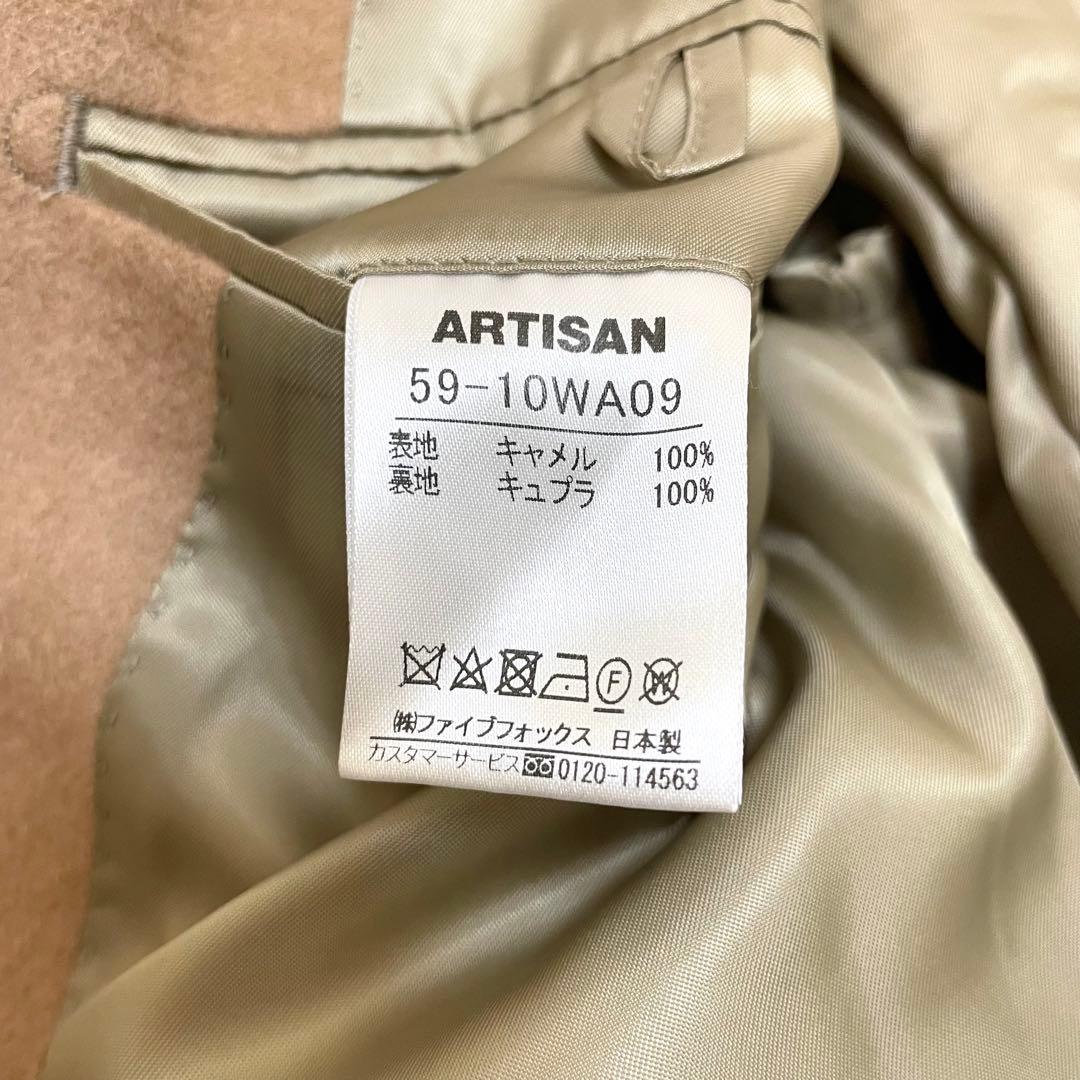 ARTISAN
59-10WA09
表地 キャメル 100%
裏地 キュプラ 100%
F W
㈱ファイブフォックス 日本製
カスタマーサービス 0120-114563